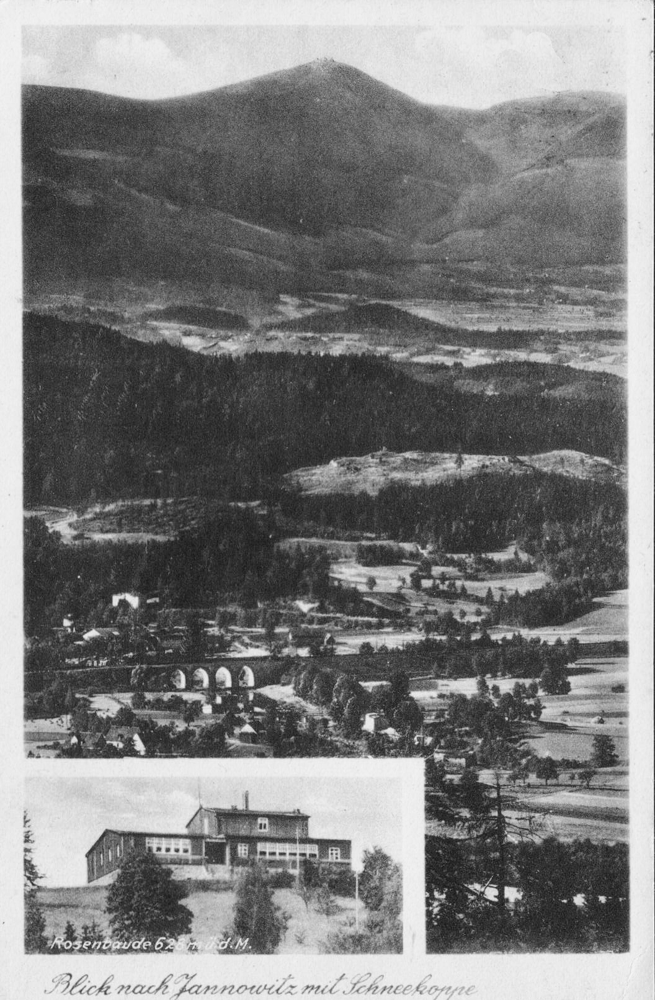 Rosenbaude 628 m ü. d. M.
Blick nach Jannowitz mit Schneekoppe